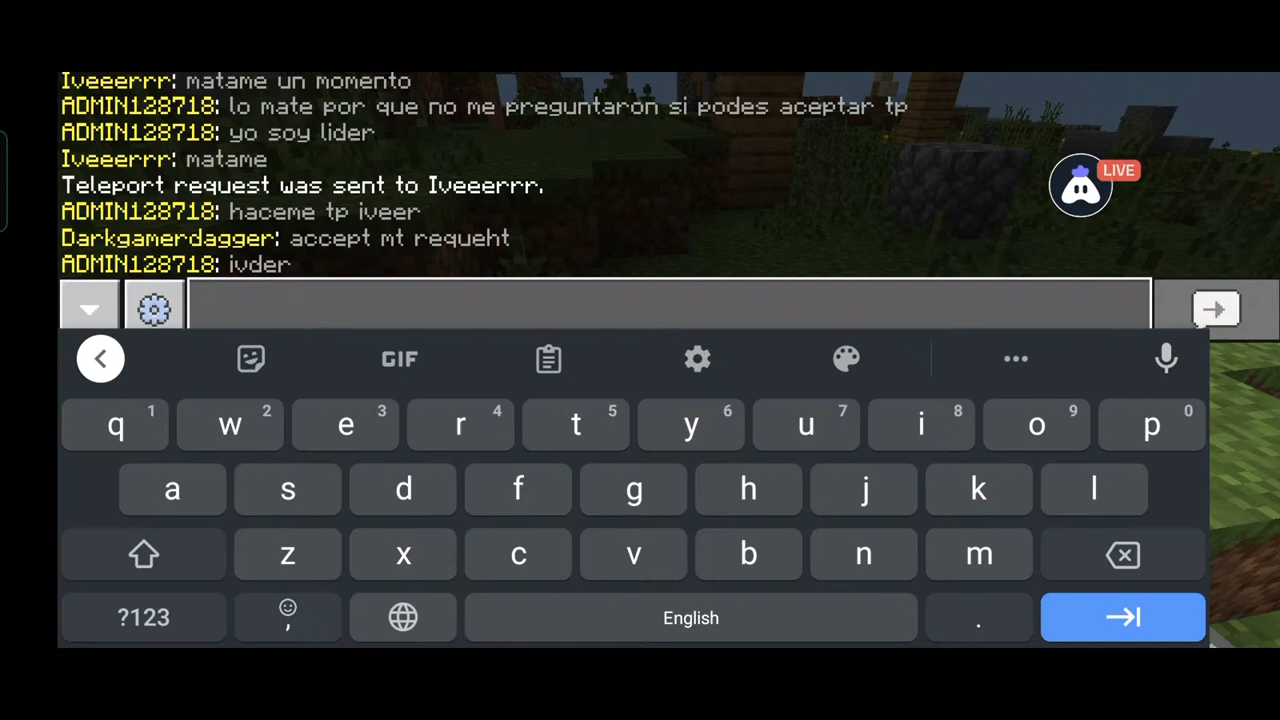 Iveeerrr: matame un momento
ADMIN128718: lo mate por que no me preguntaron si podes aceptar tp
ADMIN128718: yo soy lider
Iveeerrr: matame
Teleport request was sent to Iveeerrr.
ADMIN128718: haceme tp iveer
Darkgamerdagger: accept mt requeht
ADMIN128718: ivder
LIVE
GIF
q 1 w 2 e 3 r 4 t 5 y 6 u 7 i 8 o 9 p 0
a s d f g h j k l
z x c v b n m
?123 , English .